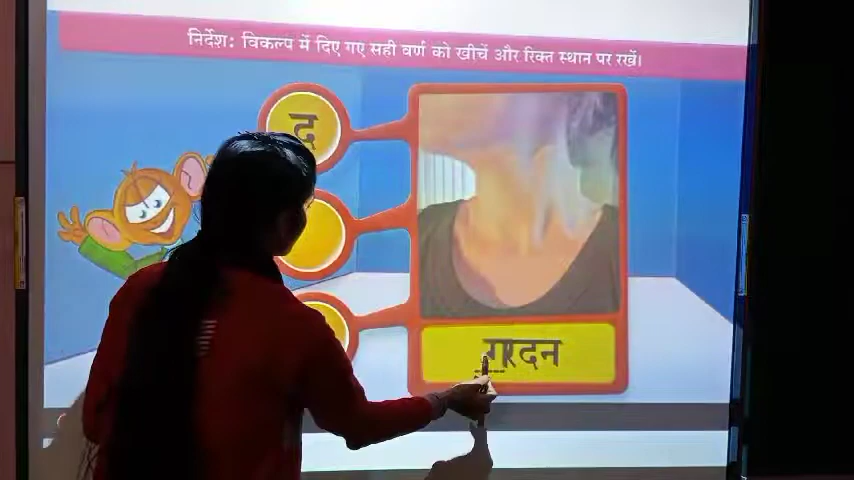 निर्देश: विकल्प में दिए गए सही वर्ण को खीचें और रिक्त स्थान पर रखें।
द
गरदन